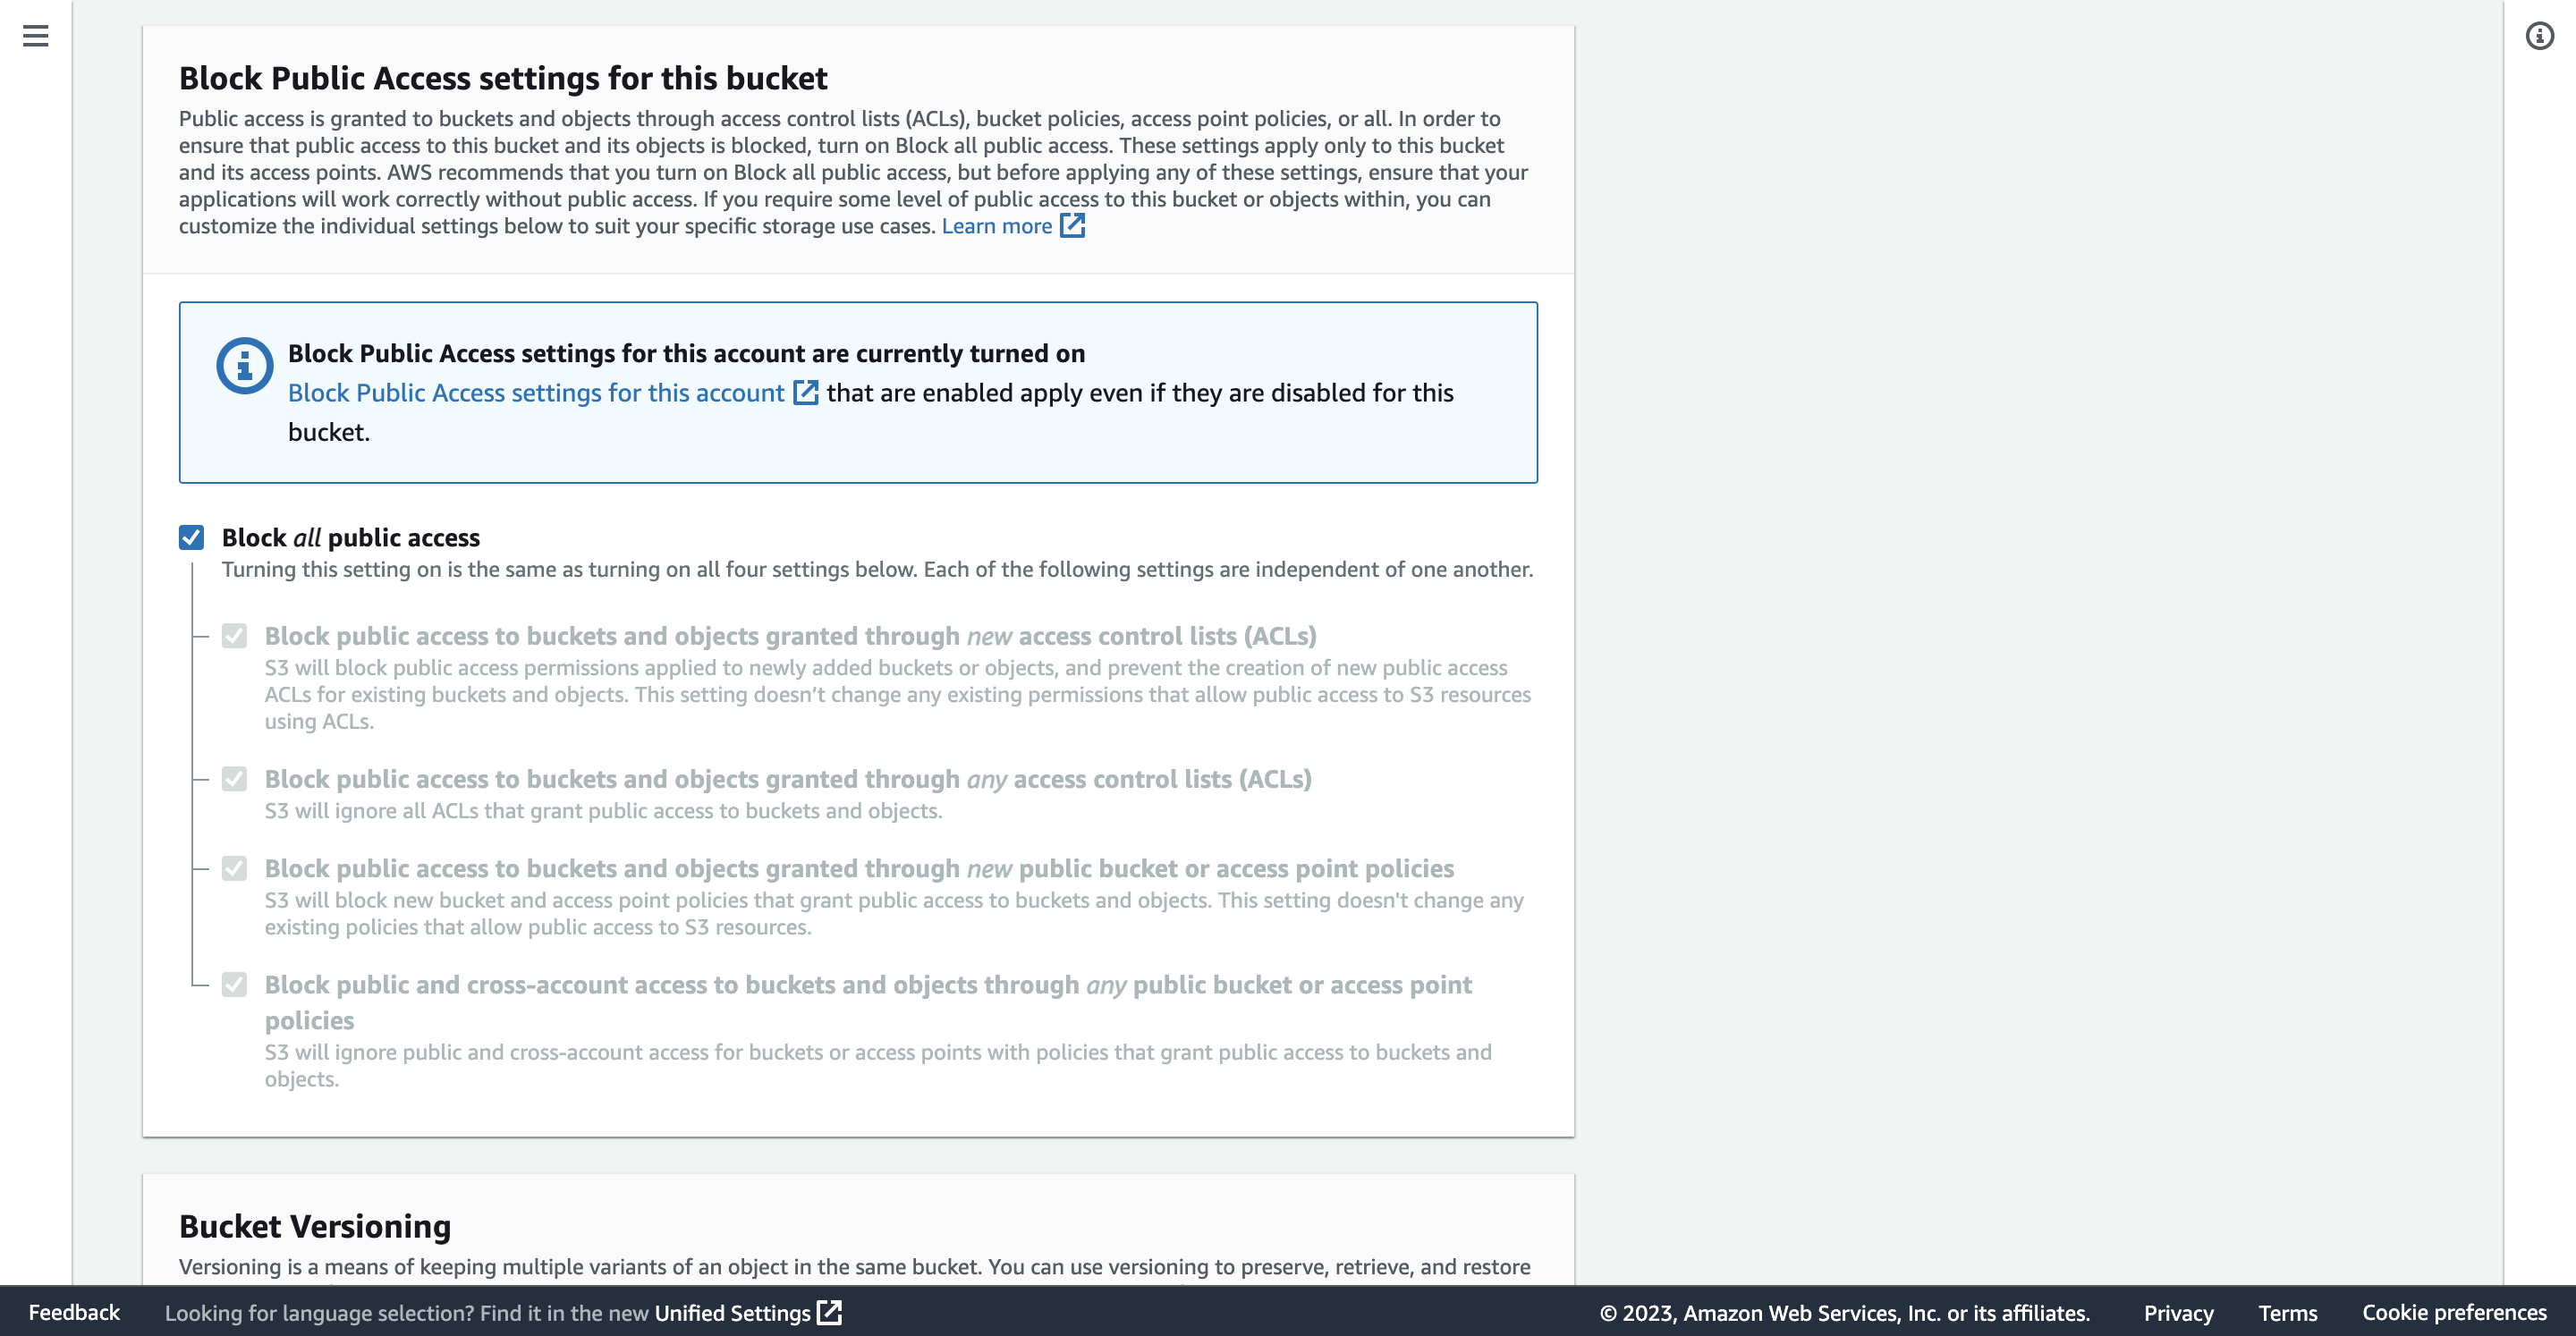 Block Public Access settings for this bucket
Public access is granted to buckets and objects through access control lists (ACLs), bucket policies, access point policies, or all. In order to
ensure that public access to this bucket and its objects is blocked, turn on Block all public access. These settings apply only to this bucket
and its access points. AWS recommends that you turn on Block all public access, but before applying any of these settings, ensure that your
applications will work correctly without public access. If you require some level of public access to this bucket or objects within, you can
customize the individual settings below to suit your specific storage use cases. Learn more
Block Public Access settings for this account are currently turned on
Block Public Access settings for this account that are enabled apply even if they are disabled for this
bucket.
Block all public access
Turning this setting on is the same as turning on all four settings below. Each of the following settings are independent of one another.
Block public access to buckets and objects granted through new access control lists (ACLs)
S3 will block public access permissions applied to newly added buckets or objects, and prevent the creation of new public access
ACLs for existing buckets and objects. This setting doesn’t change any existing permissions that allow public access to S3 resources
using ACLs.
Block public access to buckets and objects granted through any access control lists (ACLs)
S3 will ignore all ACLs that grant public access to buckets and objects.
Block public access to buckets and objects granted through new public bucket or access point policies
S3 will block new bucket and access point policies that grant public access to buckets and objects. This setting doesn't change any
existing policies that allow public access to S3 resources.
Block public and cross-account access to buckets and objects through any public bucket or access point
policies
S3 will ignore public and cross-account access for buckets or access points with policies that grant public access to buckets and
objects.
Bucket Versioning
Versioning is a means of keeping multiple variants of an object in the same bucket. You can use versioning to preserve, retrieve, and restore
Feedback Looking for language selection? Find it in the new Unified Settings © 2023, Amazon Web Services, Inc. or its affiliates. Privacy Terms Cookie preferences